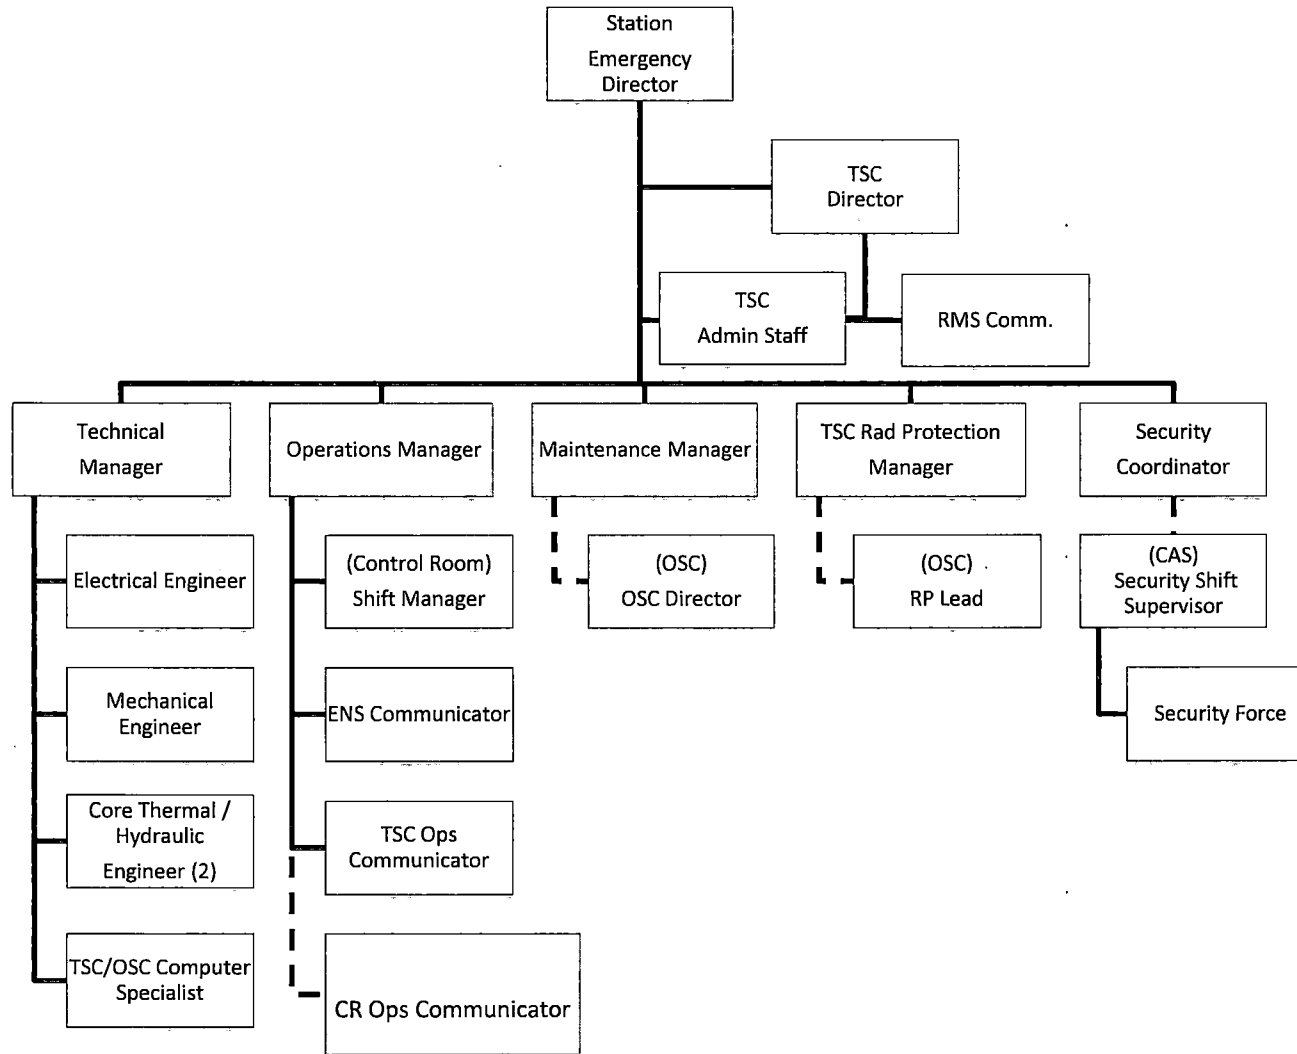 Station
Emergency
Director
TSC
Director
TSC
Admin Staff
RMS Comm.
Technical
Manager
Operations Manager
Maintenance Manager
TSC Rad Protection
Manager
Security
Coordinator
Electrical Engineer
(Control Room)
Shift Manager
(OSC)
OSC Director
(OSC)
RP Lead
(CAS)
Security Shift
Supervisor
Mechanical
Engineer
ENS Communicator
Security Force
Core Thermal /
Hydraulic
Engineer (2)
TSC Ops
Communicator
TSC/OSC Computer
Specialist
CR Ops Communicator